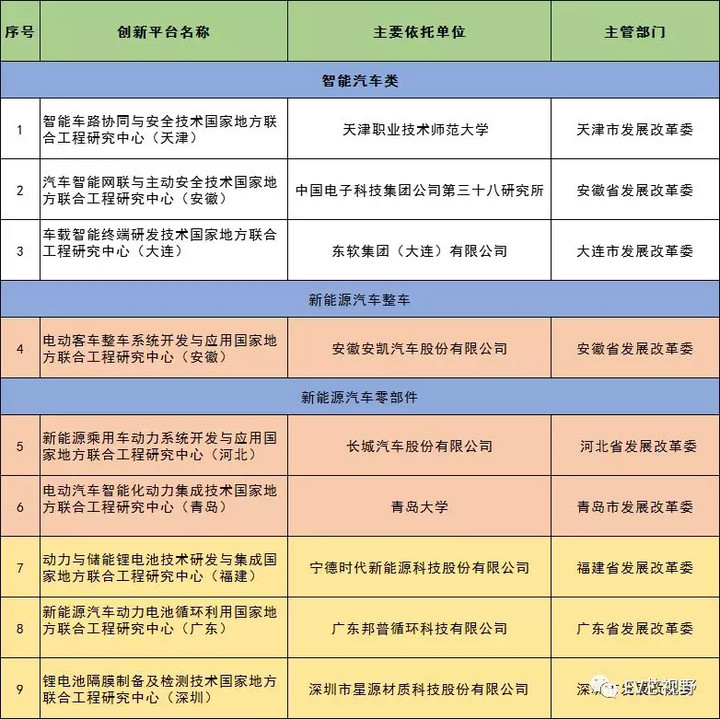 序号 创新平台名称 主要依托单位 主管部门
智能汽车类
1 智能车路协同与安全技术国家地方联 天津职业技术师范大学 天津市发展改革委
合工程研究中心（天津）
2 汽车智能网联与主动安全技术国家地 中国电子科技集团公司第三十八研究所 安徽省发展改革委
方联合工程研究中心（安徽）
3 车载智能终端研发技术国家地方联合 东软集团（大连）有限公司 大连市发展改革委
工程研究中心（大连）
新能源汽车整车
4 电动客车整车系统开发与应用国家地 安徽安凯汽车股份有限公司 安徽省发展改革委
方联合工程研究中心（安徽）
新能源汽车零部件
5 新能源乘用车动力系统开发与应用国 长城汽车股份有限公司 河北省发展改革委
家地方联合工程研究中心（河北）
6 电动汽车智能化动力集成技术国家地 青岛大学 青岛市发展改革委
方联合工程研究中心（青岛）
7 动力与储能锂电池技术研发与集成国 宁德时代新能源科技股份有限公司 福建省发展改革委
家地方联合工程研究中心（福建）
8 新能源汽车动力电池循环利用国家地 广东邦普循环科技有限公司 广东省发展改革委
方联合工程研究中心（广东）
9 锂电池隔膜制备及检测技术国家地方 深圳市星源材质科技股份有限公司 深圳
联合工程研究中心（深圳）
EV芯视野